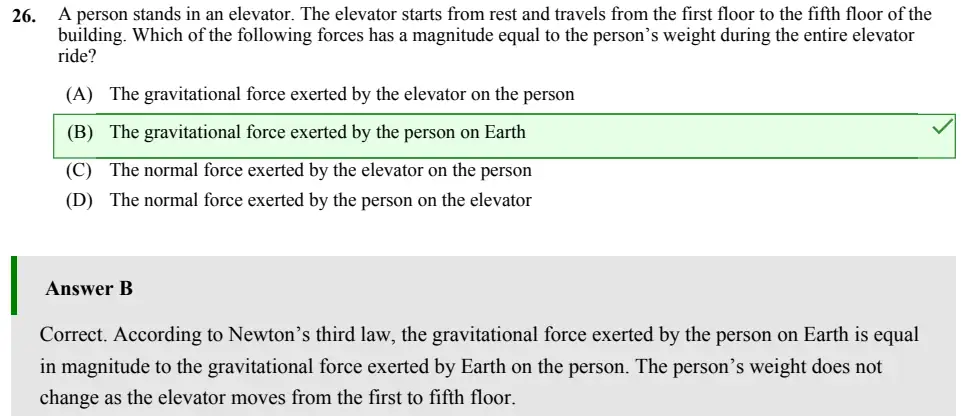 26. A person stands in an elevator. The elevator starts from rest and travels from the first floor to the fifth floor of the
building. Which of the following forces has a magnitude equal to the person’s weight during the entire elevator
ride?
(A) The gravitational force exerted by the elevator on the person
(B) The gravitational force exerted by the person on Earth
(C) The normal force exerted by the elevator on the person
(D) The normal force exerted by the person on the elevator
Answer B
Correct. According to Newton’s third law, the gravitational force exerted by the person on Earth is equal
in magnitude to the gravitational force exerted by Earth on the person. The person’s weight does not
change as the elevator moves from the first to fifth floor.